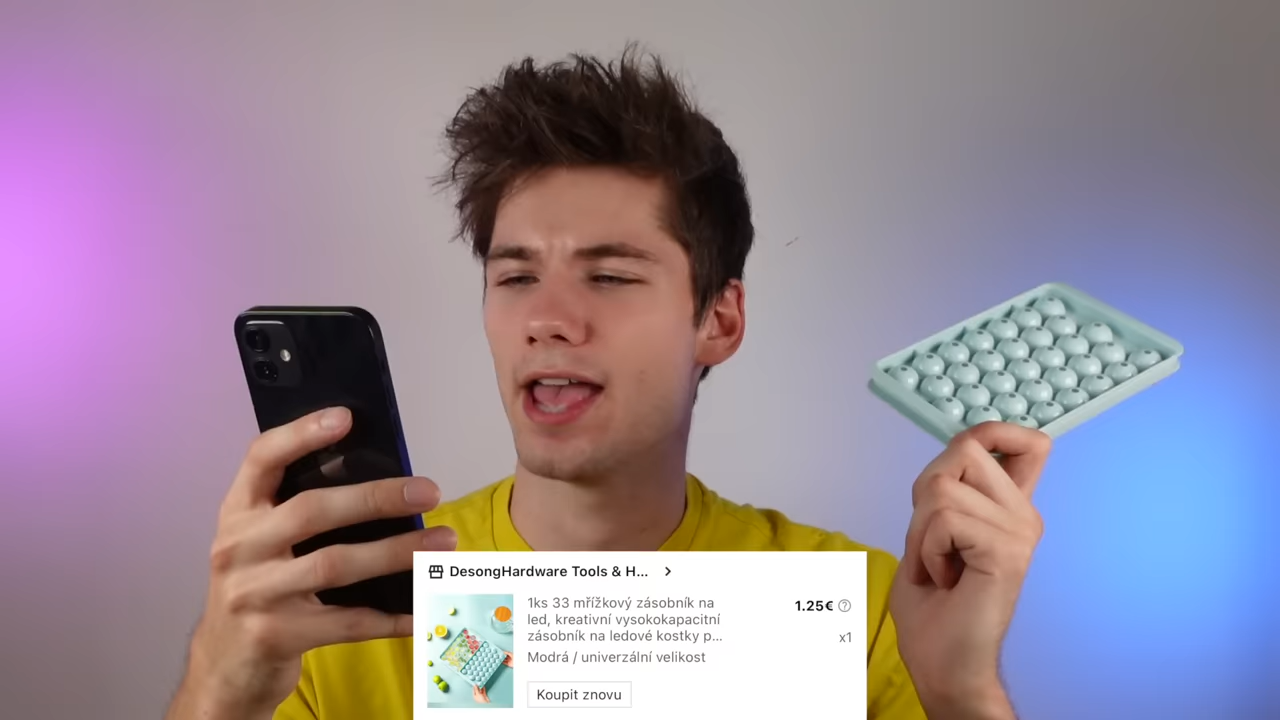 DesongHardware Tools & H...
1ks 33 mřížkový zásobník na
led, kreativní vysokokapacitní
zásobník na ledové kostky p...
Modrá / univerzální velikost
1.25€
x1
Koupit znovu